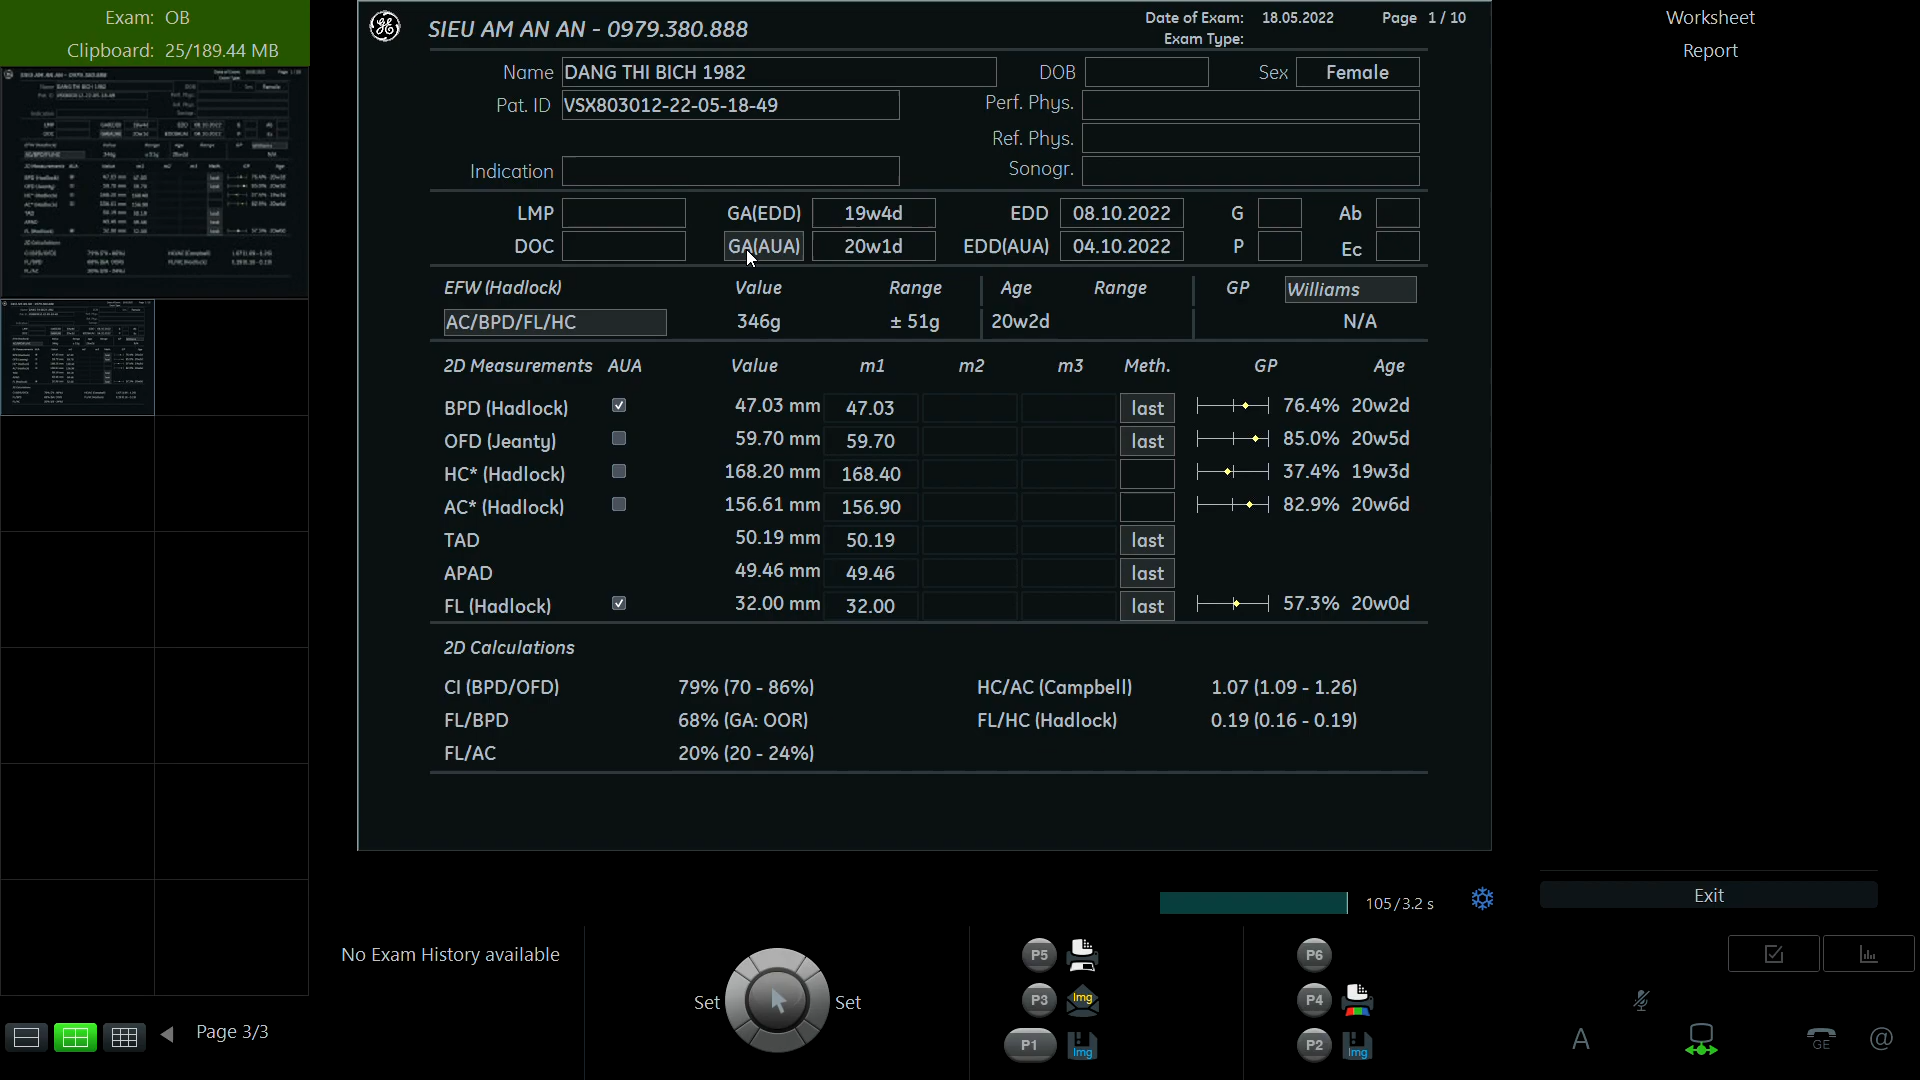 Exam: OB
Clipboard: 25/189.44 MB
SIEU AM AN AN - 0979.380.888
Date of Exam: 18.05.2022 Page 1 / 10
Exam Type:
Name DANG THI BICH 1982 DOB Sex Female
Pat. ID VSX803012-22-05-18-49 Perf. Phys.
Ref. Phys.
Indication Sonogr.
LMP GA(EDD) 19w4d EDD 08.10.2022 G Ab
DOC GA(AUA) 20w1d EDD(AUA) 04.10.2022 P Ec
EFW (Hadlock) Value Range Age Range GP Williams
AC/BPD/FL/HC 346g ± 51g 20w2d N/A
2D Measurements AUA Value m1 m2 m3 Meth. GP Age
BPD (Hadlock) 47.03 mm 47.03 last 76.4% 20w2d
OFD (Jeanty) 59.70 mm 59.70 last 85.0% 20w5d
HC* (Hadlock) 168.20 mm 168.40 37.4% 19w3d
AC* (Hadlock) 156.61 mm 156.90 82.9% 20w6d
TAD 50.19 mm 50.19 last
APAD 49.46 mm 49.46 last
FL (Hadlock) 32.00 mm 32.00 last 57.3% 20w0d
2D Calculations
CI (BPD/OFD) 79% (70 - 86%) HC/AC (Campbell) 1.07 (1.09 - 1.26)
FL/BPD 68% (GA: OOR) FL/HC (Hadlock) 0.19 (0.16 - 0.19)
FL/AC 20% (20 - 24%)
Worksheet
Report
105/3.2 s
Exit
No Exam History available
Set Set
P5 P6
P3 Img P4
P1 Img P2 Img
Page 3/3
A GE @